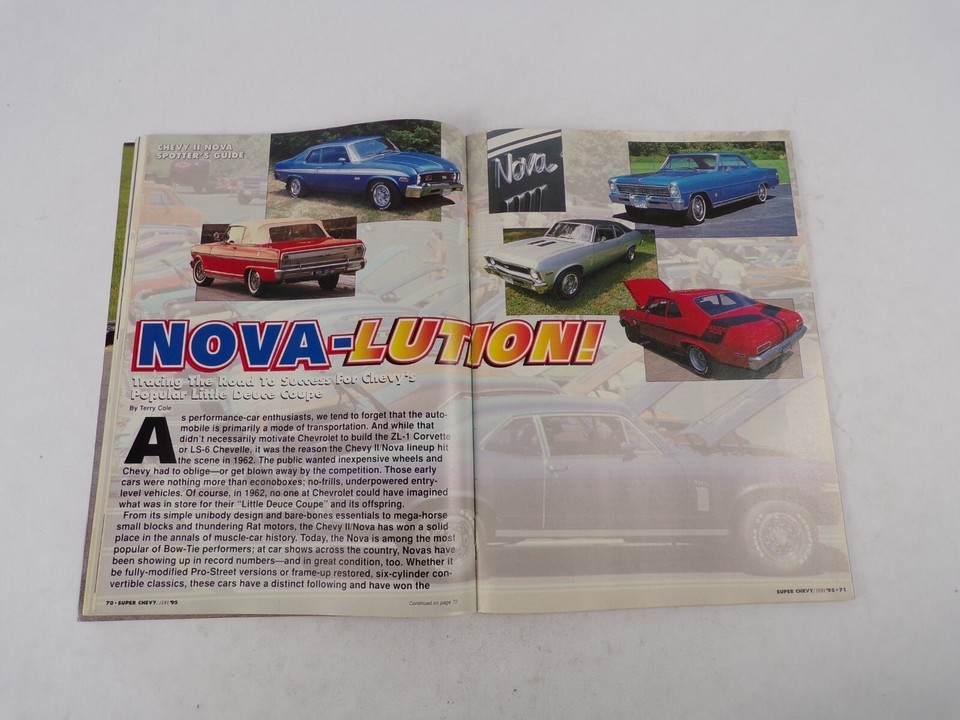 CHEVY II NOVA
SPOTTER'S GUIDE
Nova
NOVA-LUTION!
Tracing The Road To Success For Chevy's
Popular Little Deuce Coupe
By Terry Cole
As performance-car enthusiasts, we tend to forget that the auto-
mobile is primarily a mode of transportation. And while that
didn't necessarily motivate Chevrolet to build the ZL-1 Corvette
or LS-6 Chevelle, it was the reason the Chevy II/Nova lineup hit
the scene in 1962. The public wanted inexpensive wheels and
Chevy had to oblige—or get blown away by the competition. Those early
cars were nothing more than econoboxes; no-frills, underpowered entry-
level vehicles. Of course, in 1962, no one at Chevrolet could have imagined
what was in store for their "Little Deuce Coupe" and its offspring.
From its simple unibody design and bare-bones essentials to mega-horse
small blocks and thundering Rat motors, the Chevy II/Nova has won a solid
place in the annals of muscle-car history. Today, the Nova is among the most
popular of Bow-Tie performers; at car shows across the country, Novas have
been showing up in record numbers—and in great condition, too. Whether it
be fully-modified Pro-Street versions or frame-up restored, six-cylinder con-
vertible classics, these cars have a distinct following and have won the
70 • SUPER CHEVY/JUNE '95
Continued on page 72
SUPER CHEVY/JUNE '95 • 71